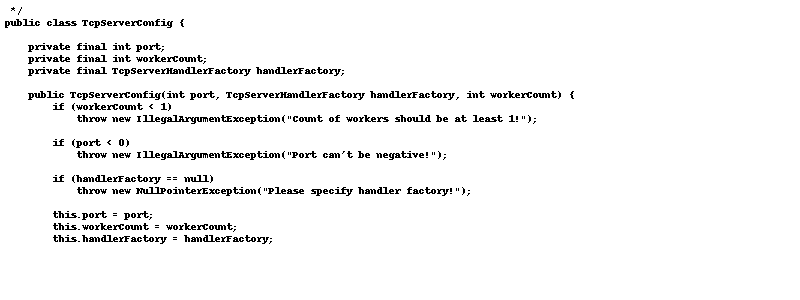 */
public class TcpServerConfig {
private final int port;
private final int workerCount;
private final TcpServerHandlerFactory handlerFactory;
public TcpServerConfig(int port, TcpServerHandlerFactory handlerFactory, int workerCount) {
if (workerCount < 1)
throw new IllegalArgumentException("Count of workers should be at least 1!");
if (port < 0)
throw new IllegalArgumentException("Port can't be negative!");
if (handlerFactory == null)
throw new NullPointerException("Please specify handler factory!");
this.port = port;
this.workerCount = workerCount;
this.handlerFactory = handlerFactory;